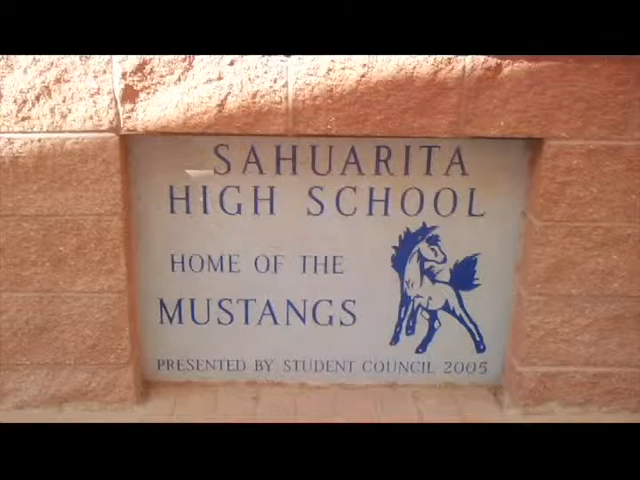 SAHUARITA
HIGH SCHOOL
HOME OF THE
MUSTANGS
PRESENTED BY STUDENT COUNCIL 2005